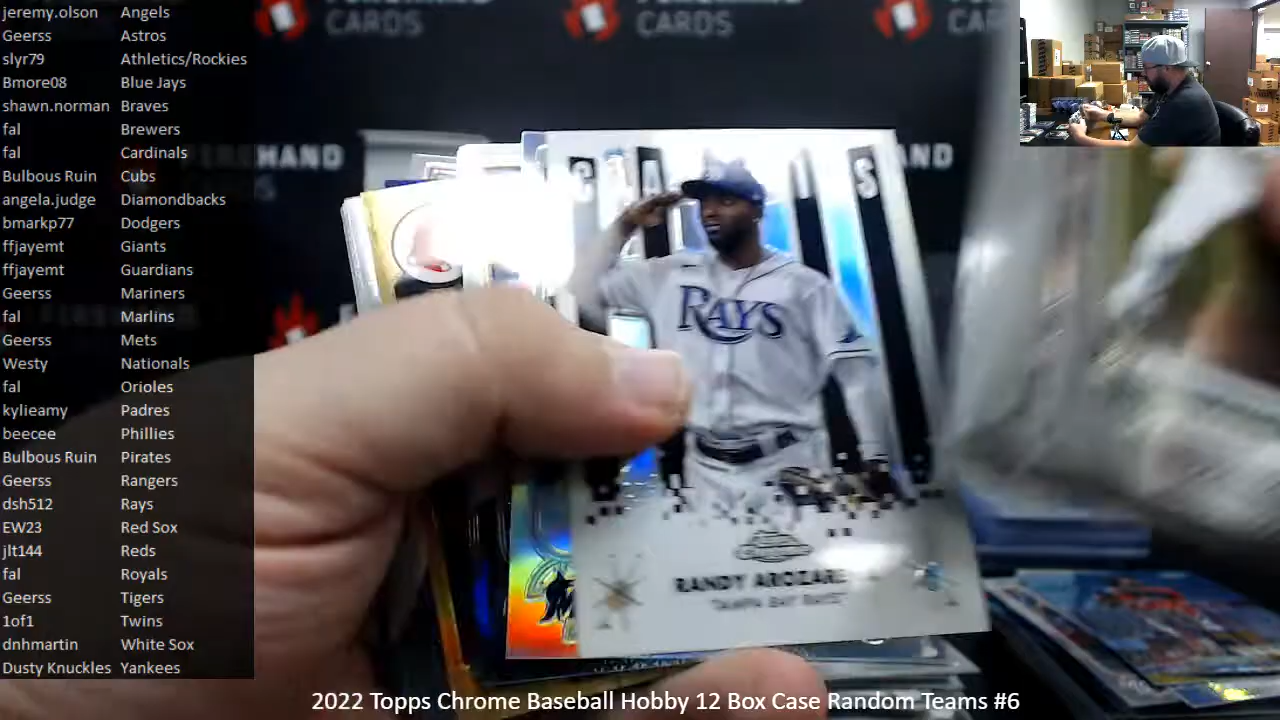 jeremy.olson Angels
Geerss Astros
slyr79 Athletics/Rockies
Bmore08 Blue Jays
shawn.norman Braves
fal Brewers
fal Cardinals
Bulbous Ruin Cubs
angela.judge Diamondbacks
bmarkp77 Dodgers
ffjayemt Giants
ffjayemt Guardians
Geerss Mariners
fal Marlins
Geerss Mets
Westy Nationals
fal Orioles
kylieamy Padres
beecee Phillies
Bulbous Ruin Pirates
Geerss Rangers
dsh512 Rays
EW23 Red Sox
jlt144 Reds
fal Royals
Geerss Tigers
1of1 Twins
dnhmartin White Sox
Dusty Knuckles Yankees
CARDS
CARDS
RAYS
RANDY
TAMPA BAY RAYS
2022 Topps Chrome Baseball Hobby 12 Box Case Random Teams #6